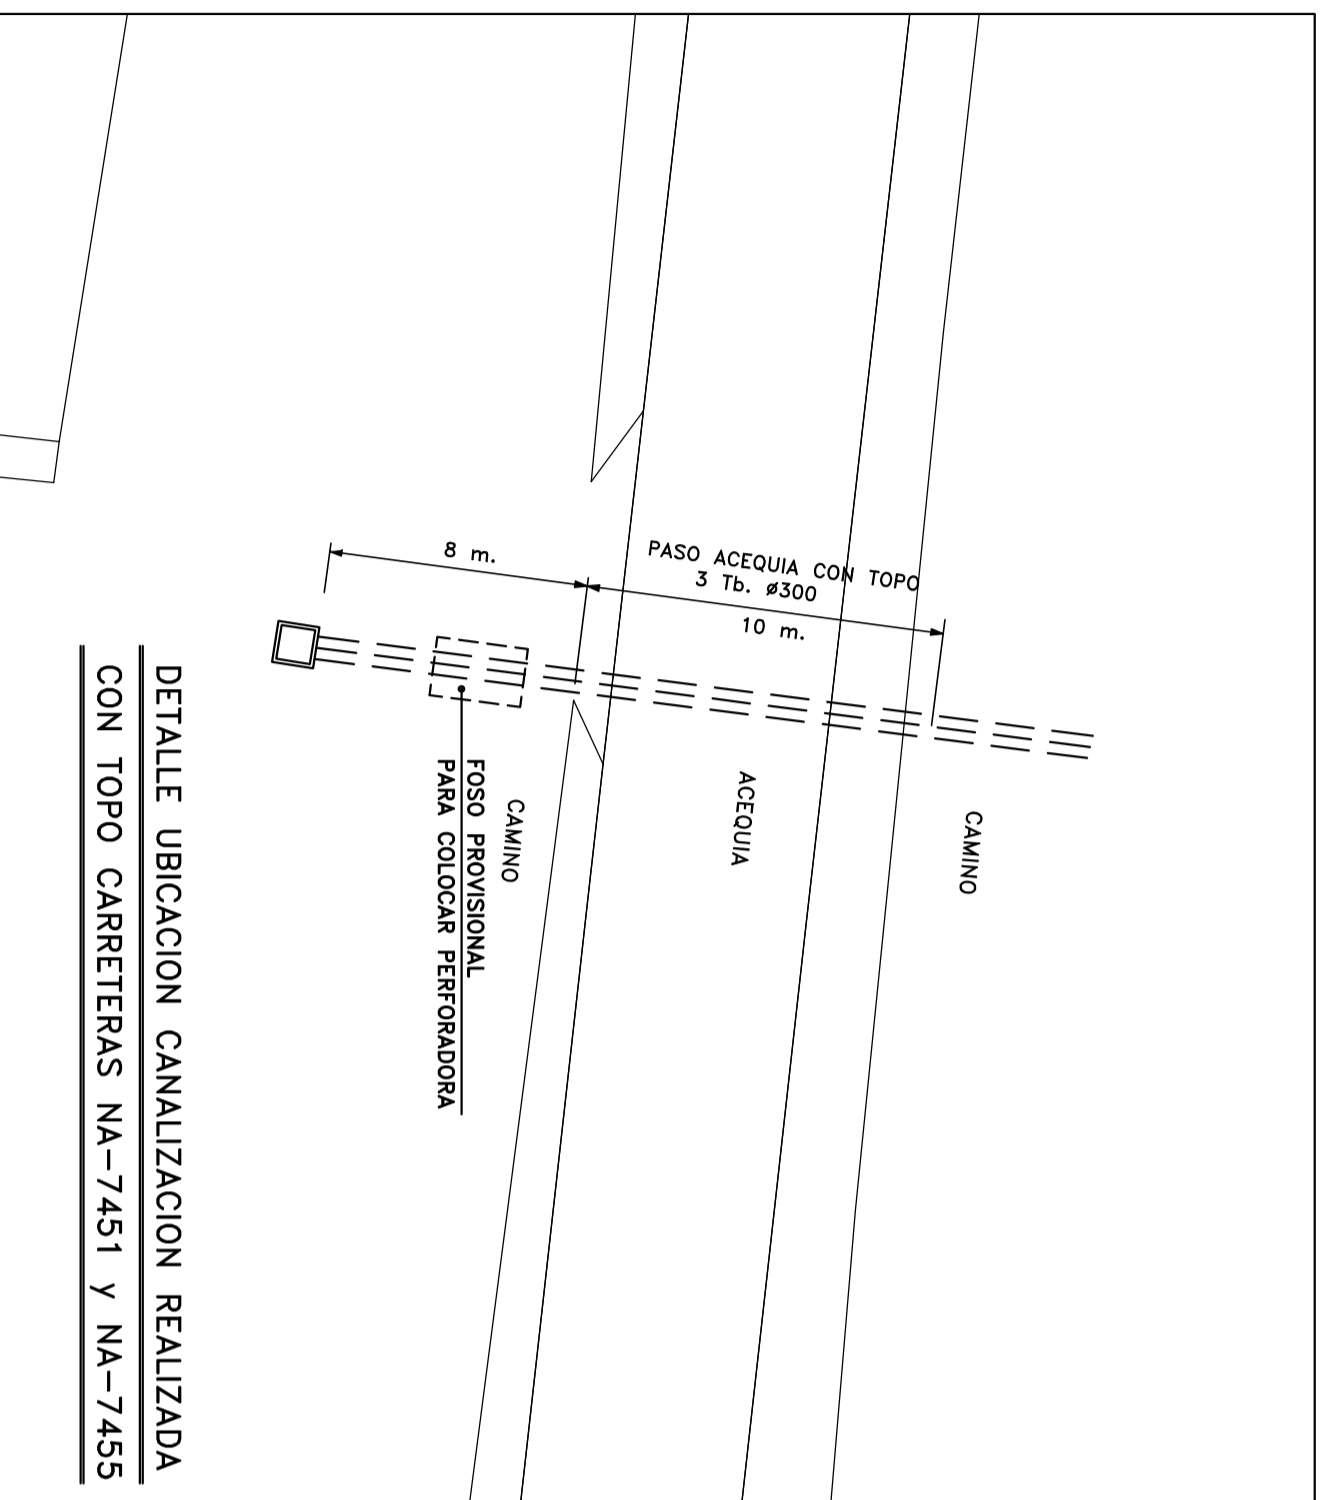 PASO ACEQUIA CON TOPO
3 Tb. ø300
10 m.
8 m.
CAMINO
ACEQUIA
CAMINO
FOSO PROVISIONAL
PARA COLOCAR PERFORADORA
DETALLE UBICACION CANALIZACION REALIZADA
CON TOPO CARRETERAS NA-7451 y NA-7455